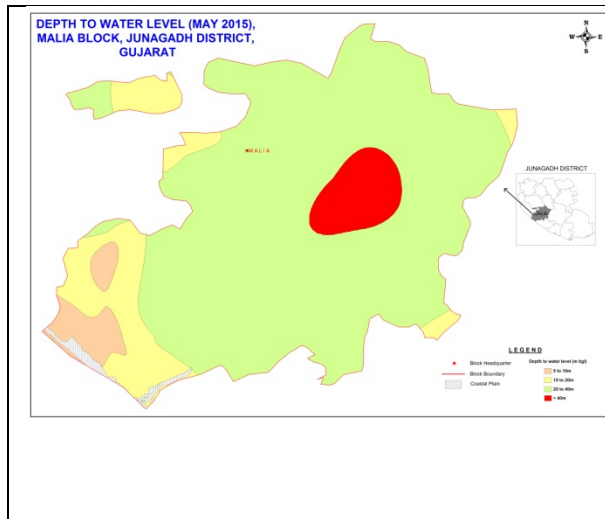 DEPTH TO WATER LEVEL (MAY 2015),
MALIA BLOCK, JUNAGADH DISTRICT,
GUJARAT
N
W E
S
MALIA
JUNAGADH DISTRICT
MALIA
LEGEND
Depth to water level (m bgl)
Block Headquarter
Block Boundary
Coastal Plain
5 to 10m
10 to 20m
20 to 40m
> 40m